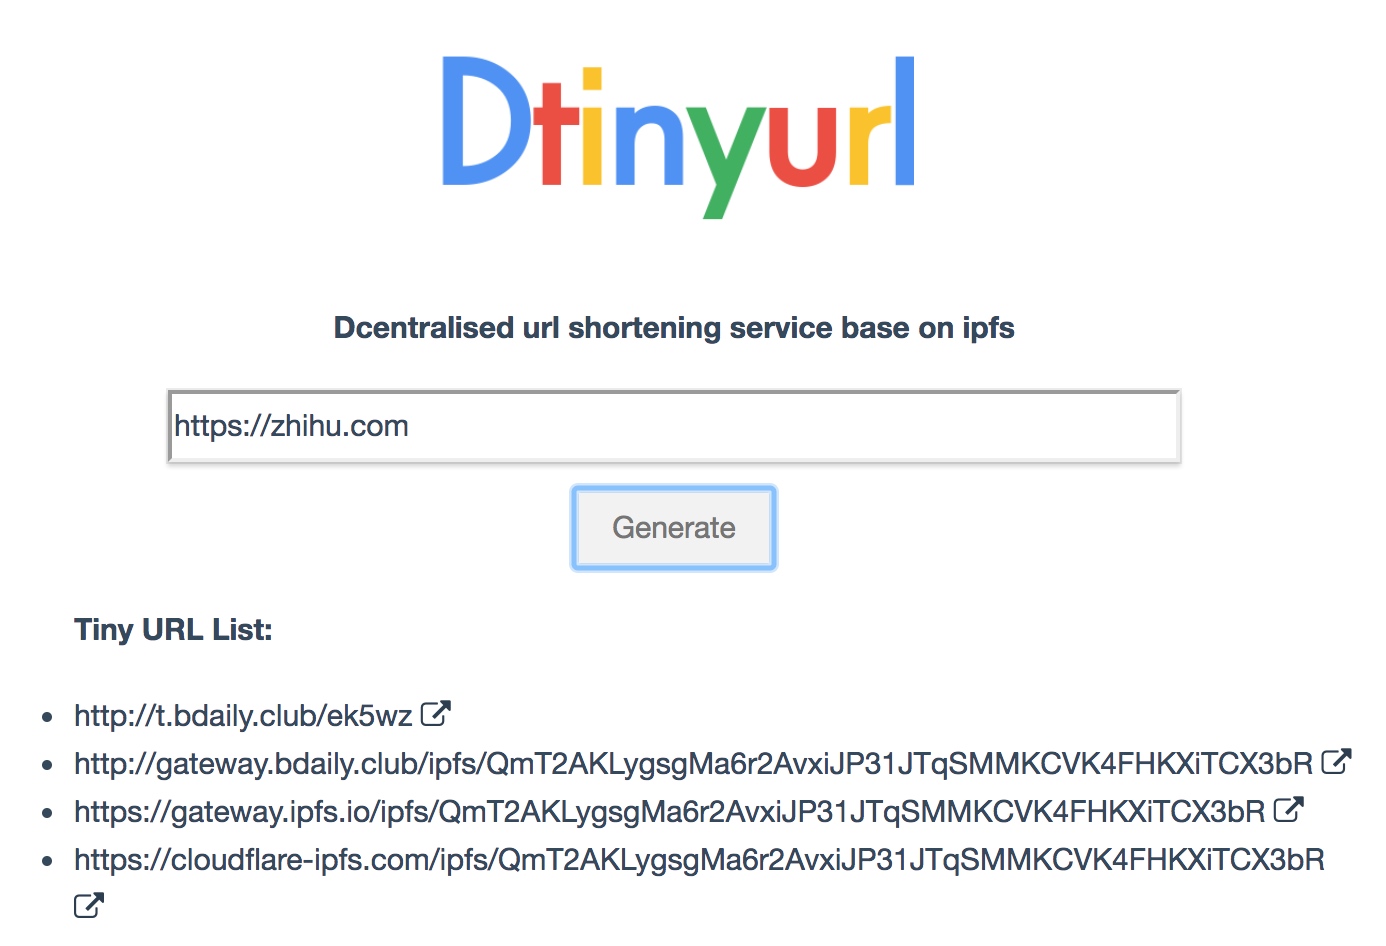 Dtinyurl
Dcentralised url shortening service base on ipfs
https://zhihu.com
Generate
Tiny URL List:
http://t.bdaily.club/ek5wz
http://gateway.bdaily.club/ipfs/QmT2AKLygsgMa6r2AvxiJP31JTqSMMKCVK4FHKXiTCX3bR
https://gateway.ipfs.io/ipfs/QmT2AKLygsgMa6r2AvxiJP31JTqSMMKCVK4FHKXiTCX3bR
https://cloudflare-ipfs.com/ipfs/QmT2AKLygsgMa6r2AvxiJP31JTqSMMKCVK4FHKXiTCX3bR